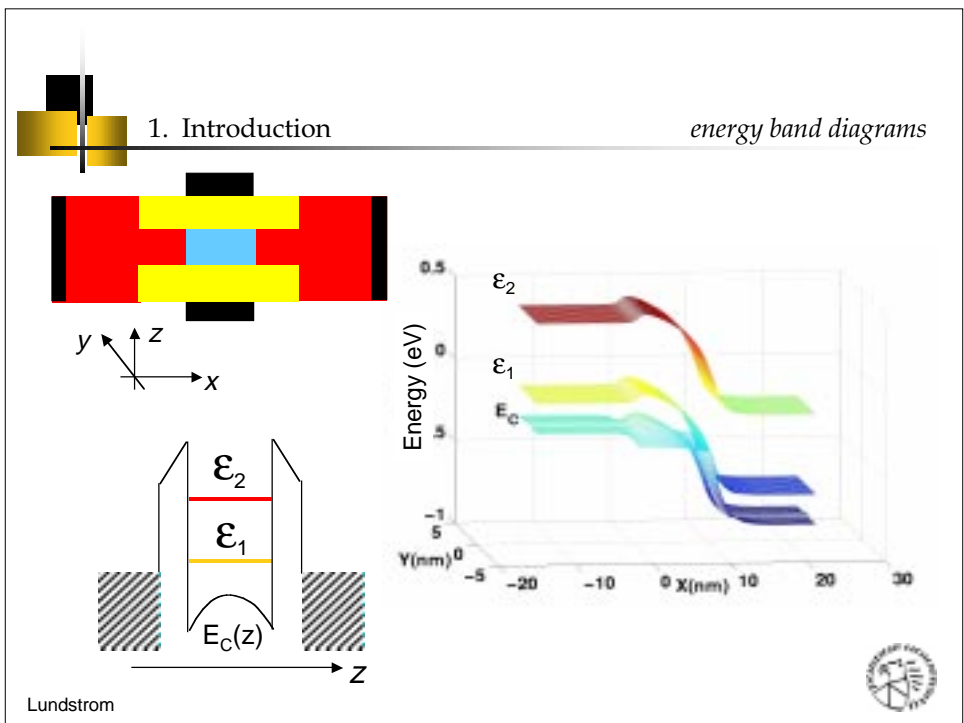 1. Introduction
energy band diagrams
y
z
x
ε2
ε1
EC(z)
z
Energy (eV)
0.5
0
.5
−1
ε2
ε1
EC
5
Y(nm) 0
−5
−20
−10
0 X(nm)
10
20
30
Lundstrom